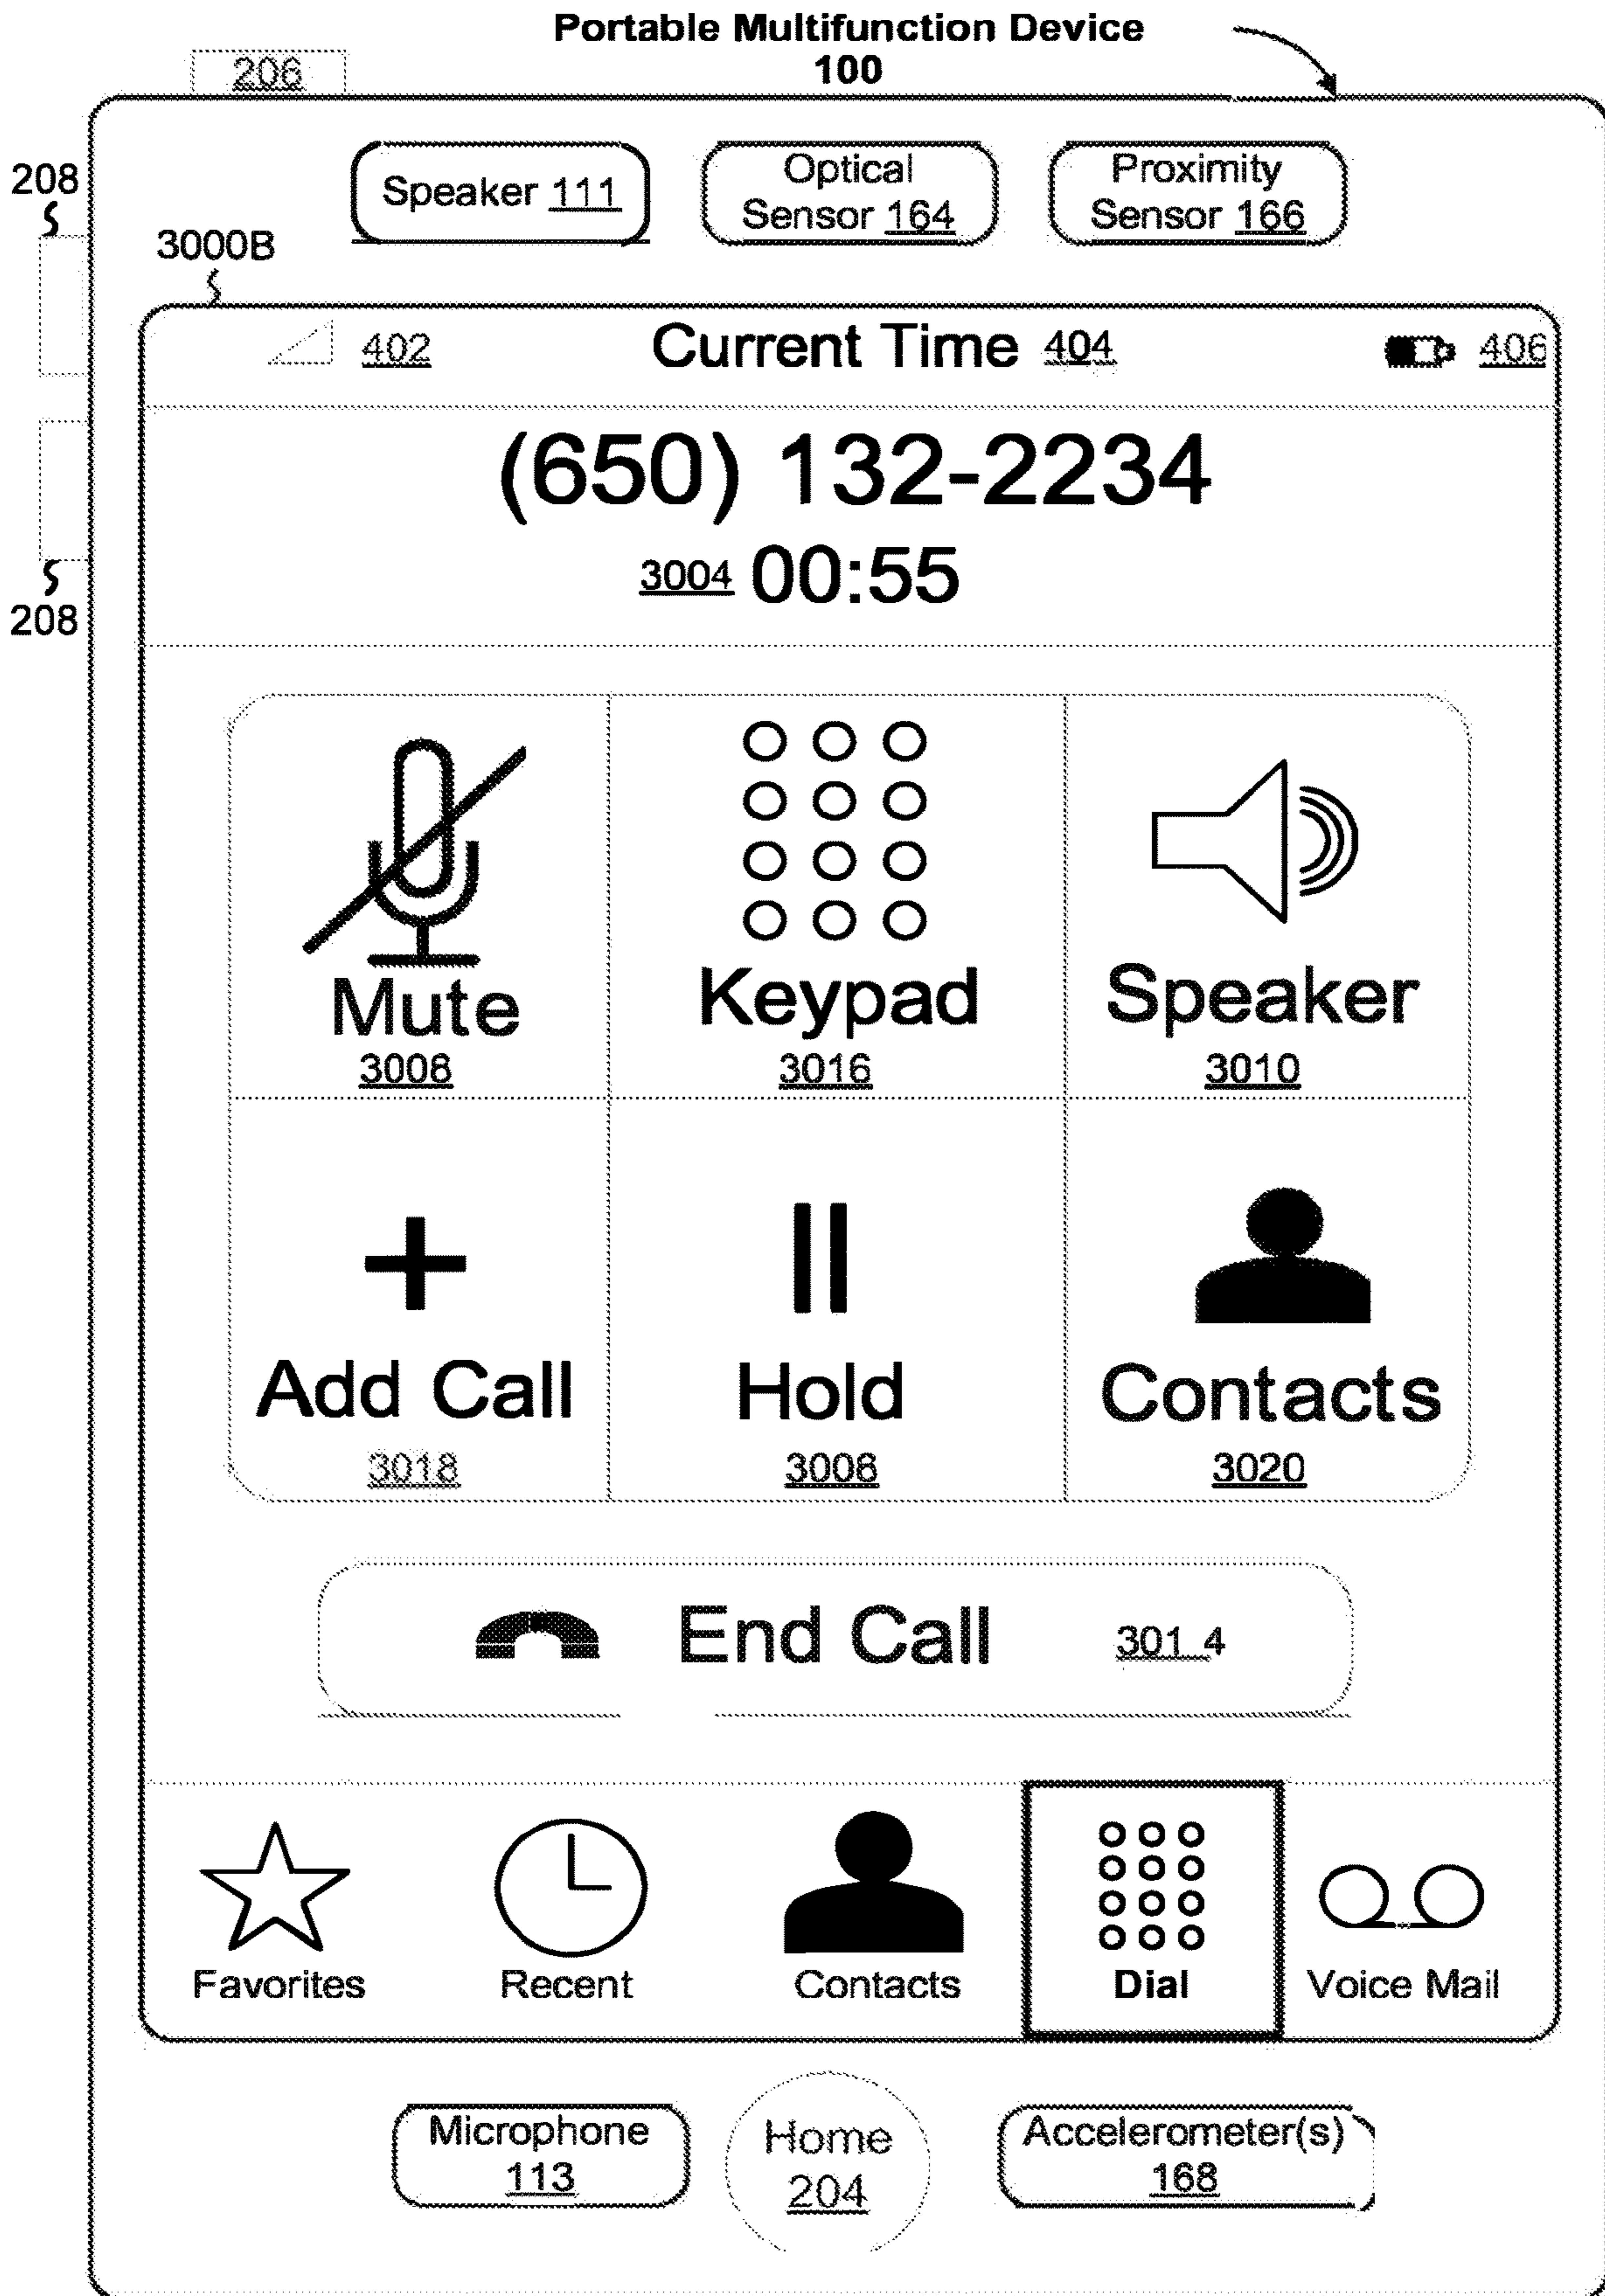 Portable Multifunction Device
100
206
208
Speaker 111
Optical
Sensor 164
Proximity
Sensor 166
3000B
402
Current Time 404
406
(650) 132-2234
3004 00:55
208
Mute
3008
Keypad
3016
Speaker
3010
Add Call
3018
Hold
3008
Contacts
3020
End Call
301 4
Favorites
Recent
Contacts
Dial
Voice Mail
Microphone
113
Home
204
Accelerometer(s)
168